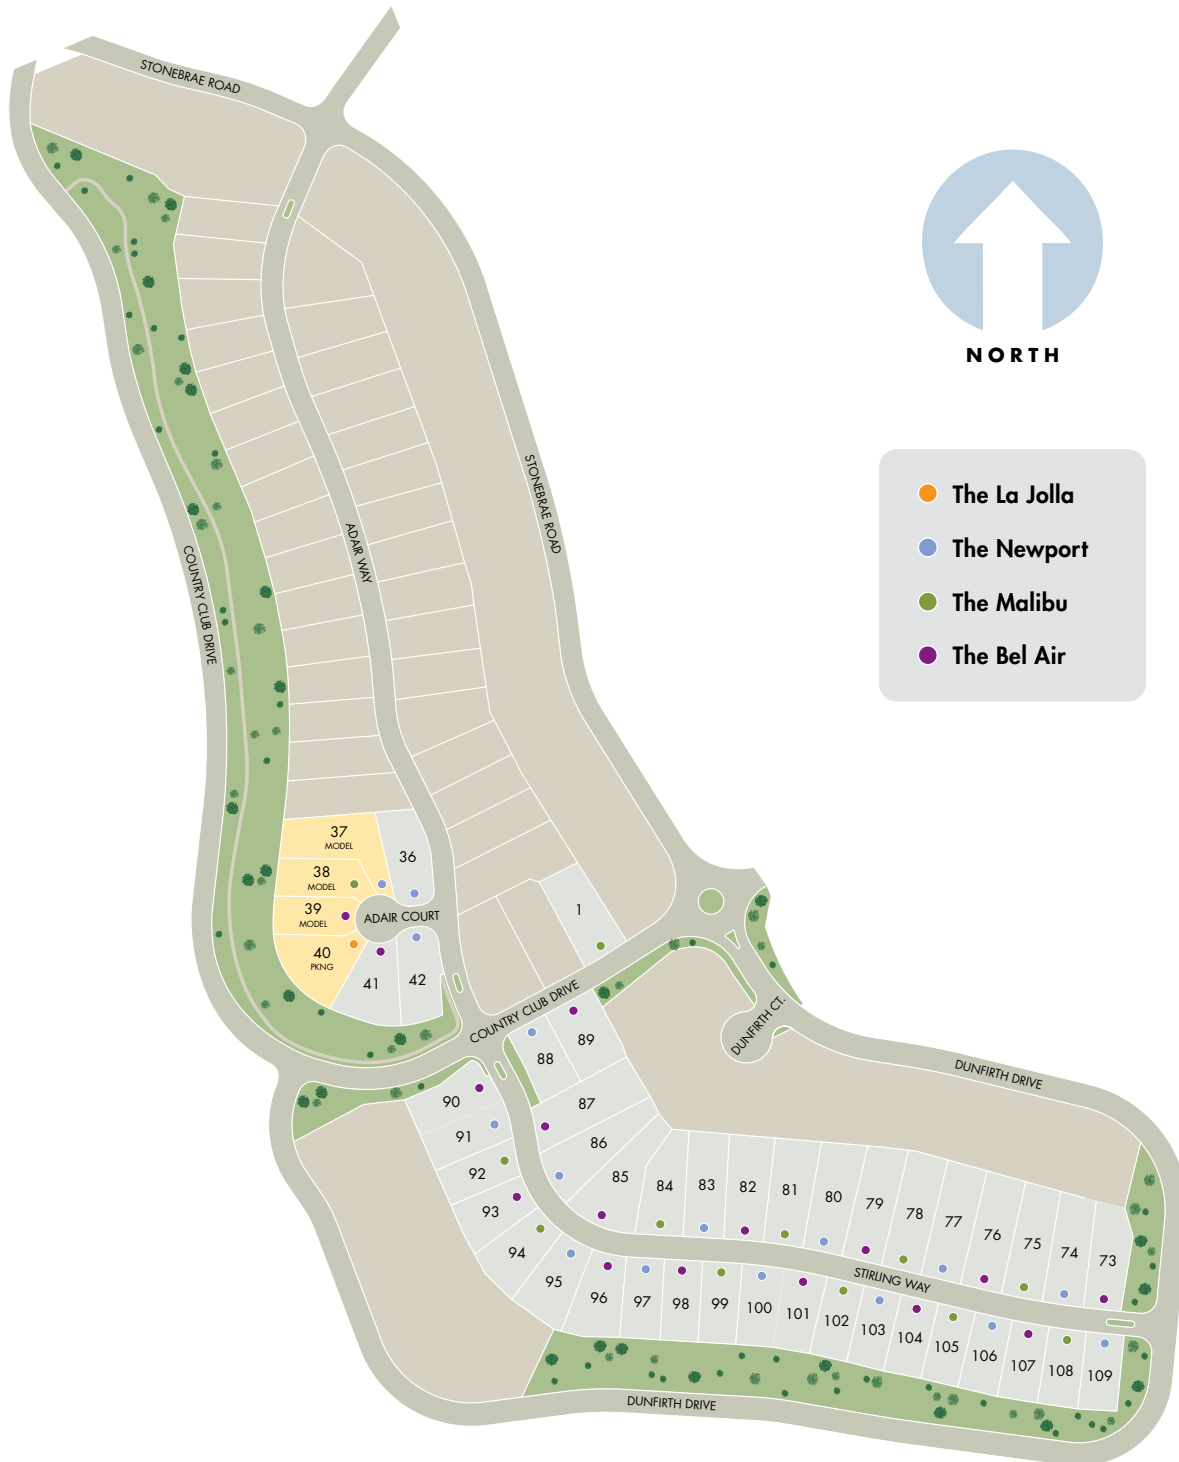 STONEBRAE ROAD
NORTH
The La Jolla
The Newport
The Malibu
The Bel Air
STONEBRAE ROAD
ADAIR WAY
COUNTRY CLUB DRIVE
37
MODEL
36
38
MODEL
39
MODEL
ADAIR COURT
40
PKNG
41
42
1
COUNTRY CLUB DRIVE
DUNFIRTH CT.
DUNFIRTH DRIVE
88
89
90
87
91
86
92
85
84
83
82
81
80
79
78
77
76
75
74
73
93
94
95
STIRLING WAY
96
97
98
99
100
101
102
103
104
105
106
107
108
109
DUNFIRTH DRIVE